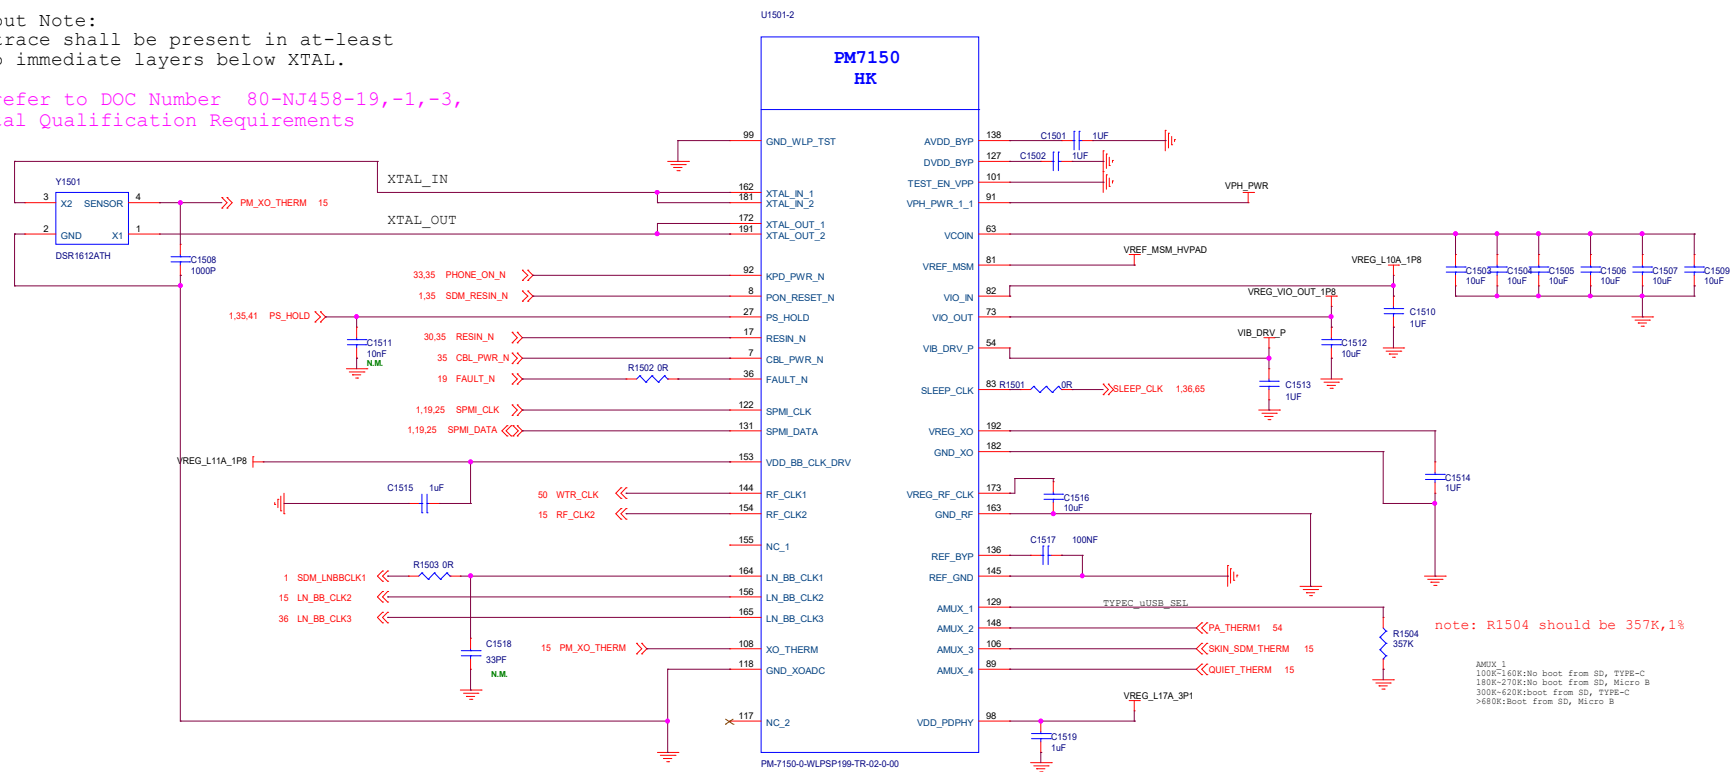 out Note:
trace shall be present in at-least
o immediate layers below XTAL.
refer to DOC Number 80-NJ458-19,-1,-3,
al Qualification Requirements
U1501-2
PM7150
HK
99 GND_WLP_TST
162 XTAL_IN_1
181 XTAL_IN_2
172 XTAL_OUT_1
191 XTAL_OUT_2
92 KPD_PWR_N
8 PON_RESET_N
27 PS_HOLD
17 RESIN_N
7 CBL_PWR_N
36 FAULT_N
122 SPMI_CLK
131 SPMI_DATA
153 VDD_BB_CLK_DRV
144 RF_CLK1
154 RF_CLK2
155 NC_1
164 LN_BB_CLK1
156 LN_BB_CLK2
165 LN_BB_CLK3
108 XO_THERM
118 GND_XOADC
117 NC_2
AVDD_BYP 138
DVDD_BYP 127
TEST_EN_VPP 101
VPH_PWR_1_1 91
VCOIN 63
VREF_MSM 81
VIO_IN 82
VIO_OUT 73
VIB_DRV_P 54
SLEEP_CLK 83
VREG_XO 192
GND_XO 182
VREG_RF_CLK 173
GND_RF 163
REF_BYP 136
REF_GND 145
AMUX_1 129
AMUX_2 148
AMUX_3 106
AMUX_4 89
VDD_PDPHY 98
PM-7150-0-WLPSP199-TR-02-0-00
XTAL_IN
XTAL_OUT
Y1501
3 X2 SENSOR 4
2 GND X1 1
DSR1612ATH
PM_XO_THERM 15
C1508
1000P
33,35 PHONE_ON_N
1,35 SDM_RESIN_N
1,35,41 PS_HOLD
C1511
10nF
N.M.
30,35 RESIN_N
35 CBL_PWR_N
19 FAULT_N
R1502 0R
1,19,25 SPMI_CLK
1,19,25 SPMI_DATA
VREG_L11A_1P8
C1515 1uF
50 WTR_CLK
15 RF_CLK2
R1503 0R
1 SDM_LNBBCLK1
15 LN_BB_CLK2
36 LN_BB_CLK3
C1518
33PF
N.M.
15 PM_XO_THERM
C1501 1UF
C1502 1UF
VPH_PWR
VREF_MSM_HVPAD
VREG_L10A_1P8
C1503 10uF
C1504 10uF
C1505 10uF
C1506 10uF
C1507 10uF
C1509 10uF
VREG_VIO_OUT_1P8
C1510
1UF
VIB_DRV_P
C1512
10uF
C1513
1UF
R1501 0R
SLEEP_CLK 1,36,65
C1514
1UF
C1516
10uF
C1517 100NF
TYPEC_uUSB_SEL
PA_THERM1 54
SKIN_SDM_THERM 15
QUIET_THERM 15
R1504
357K
note: R1504 should be 357K,1%
VREG_L17A_3P1
C1519
1uF
AMUX 1
100K-160K:No boot from SD, TYPE-C
180K-270K:No boot from SD, Micro B
300K-620K:boot from SD, TYPE-C
>680K:Boot from SD, Micro B